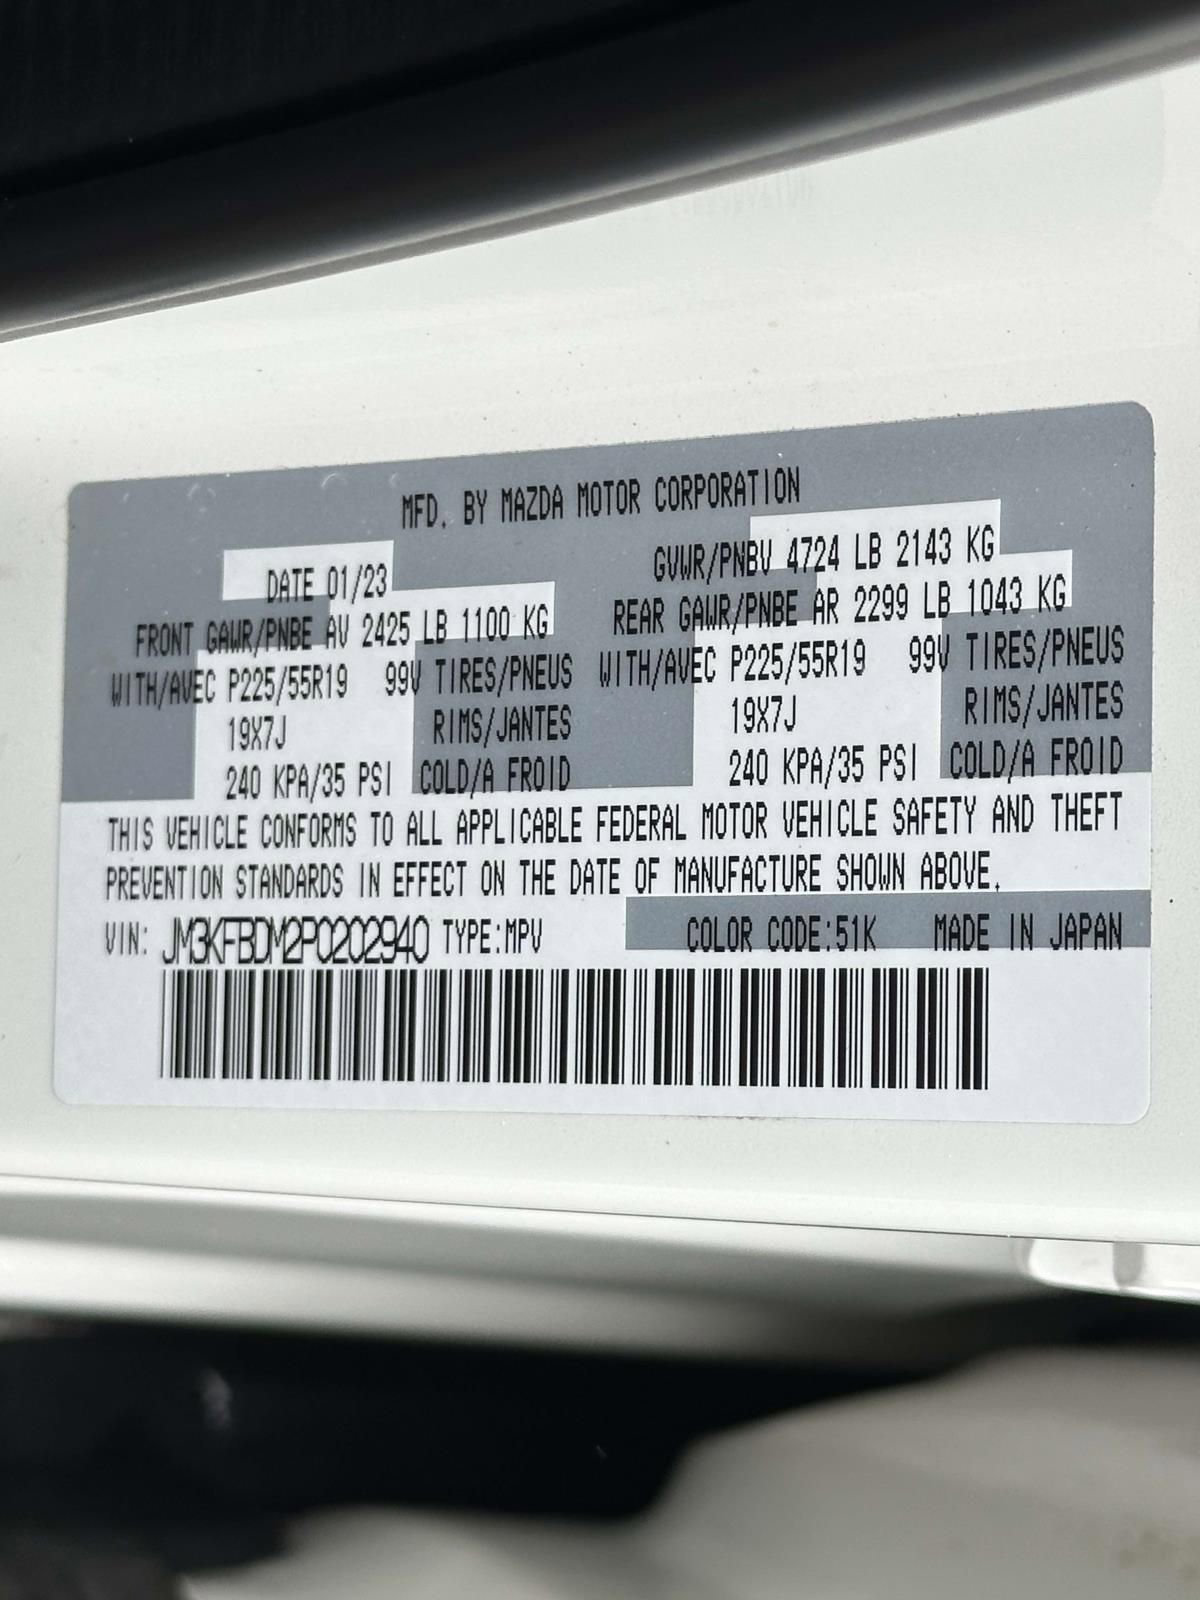 MFD. BY MAZDA MOTOR CORPORATION
DATE 01/23 GVWR/PNBV 4724 LB 2143 KG
FRONT GAWR/PNBE AV 2425 LB 1100 KG REAR GAWR/PNBE AR 2299 LB 1043 KG
WITH/AVEC P225/55R19 99V TIRES/PNEUS WITH/AVEC P225/55R19 99V TIRES/PNEUS
19X7J RIMS/JANTES 19X7J RIMS/JANTES
240 KPA/35 PSI COLD/A FROID 240 KPA/35 PSI COLD/A FROID
THIS VEHICLE CONFORMS TO ALL APPLICABLE FEDERAL MOTOR VEHICLE SAFETY AND THEFT
PREVENTION STANDARDS IN EFFECT ON THE DATE OF MANUFACTURE SHOWN ABOVE.
VIN: JM3KFBDM2P0202940 TYPE:MPV COLOR CODE:51K MADE IN JAPAN